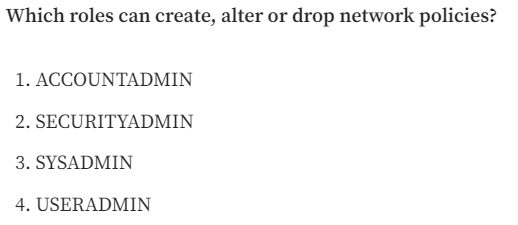 Which roles can create, alter or drop network policies?
1. ACCOUNTADMIN
2. SECURITYADMIN
3. SYSADMIN
4. USERADMIN